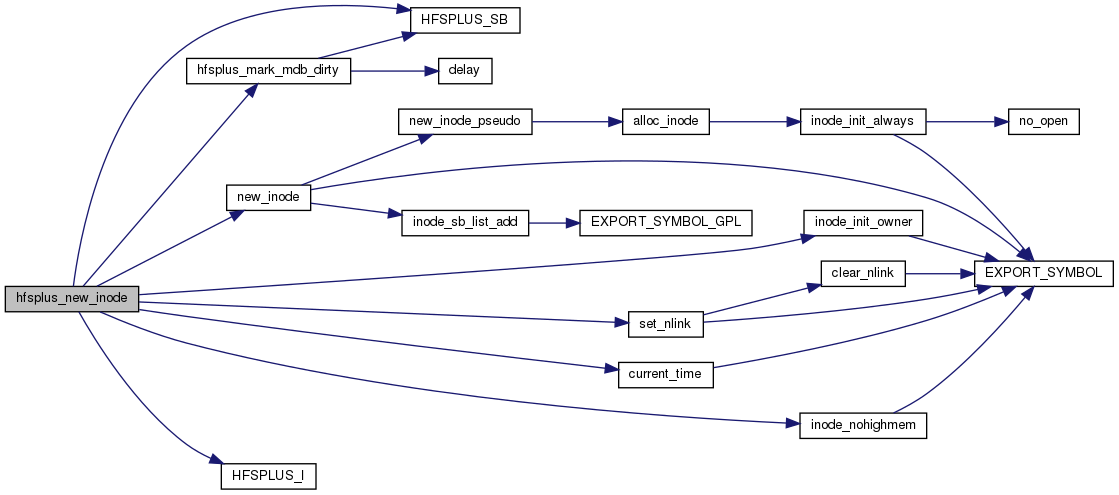 HFSPLUS_SB
hfsplus_mark_mdb_dirty
delay
new_inode_pseudo
alloc_inode
inode_init_always
no_open
new_inode
inode_sb_list_add
EXPORT_SYMBOL_GPL
inode_init_owner
clear_nlink
EXPORT_SYMBOL
hfsplus_new_inode
set_nlink
current_time
inode_nohighmem
HFSPLUS_I